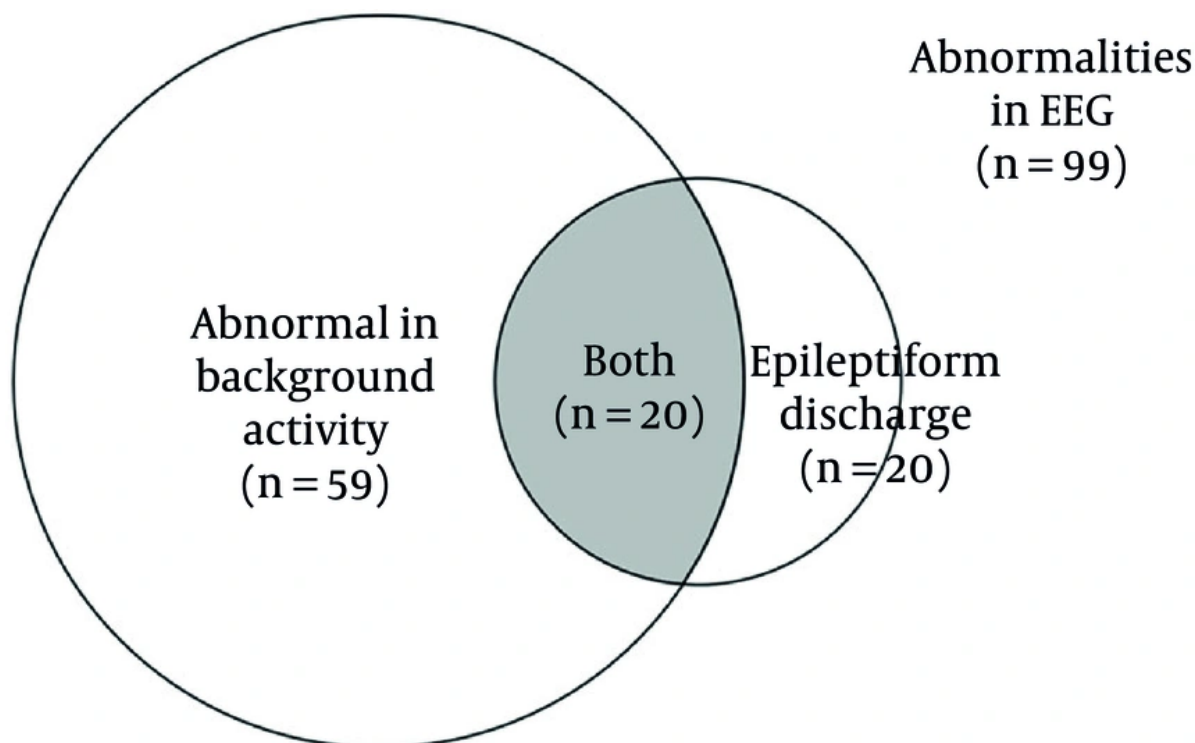 Abnormalities
in EEG
(n = 99)
Abnormal in
background
activity
(n = 59)
Both
(n = 20)
Epileptiform
discharge
(n = 20)